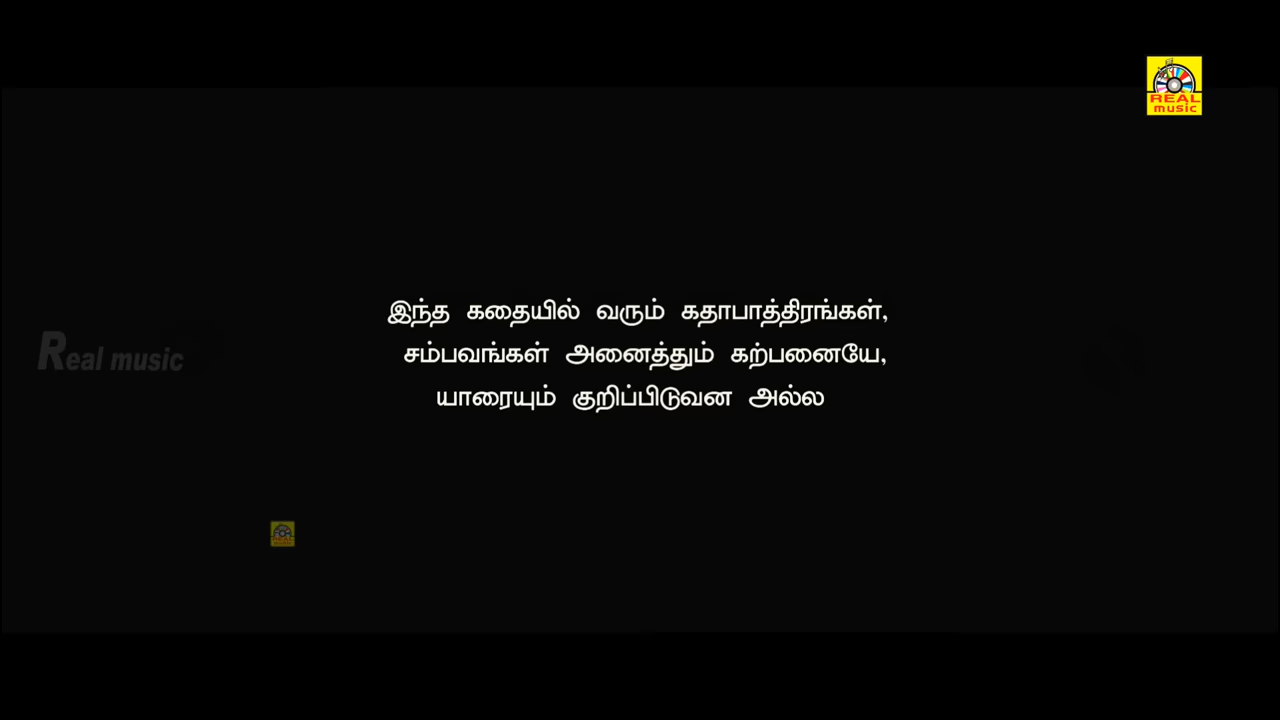 REAL
music
இந்த கதையில் வரும் கதாபாத்திரங்கள்,
சம்பவங்கள் அனைத்தும் கற்பனையே,
யாரையும் குறிப்பிடுவன அல்ல
Real music